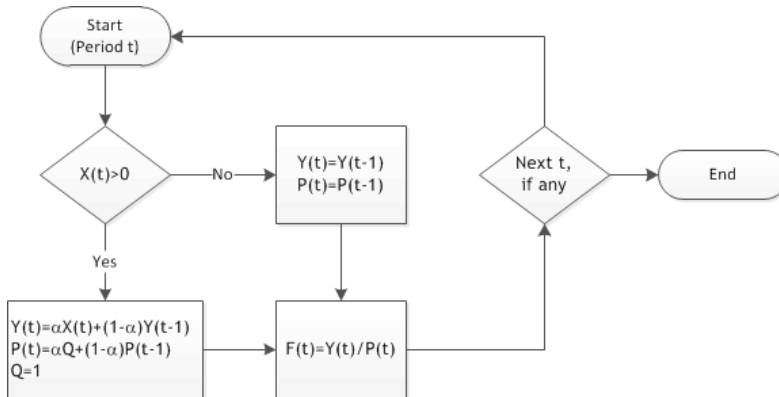 Start
(Period t)
X(t)>0
No
Y(t)=Y(t-1)
P(t)=P(t-1)
Next t,
if any
End
Yes
Y(t)=αX(t)+(1-α)Y(t-1)
P(t)=αQ+(1-α)P(t-1)
Q=1
F(t)=Y(t)/P(t)